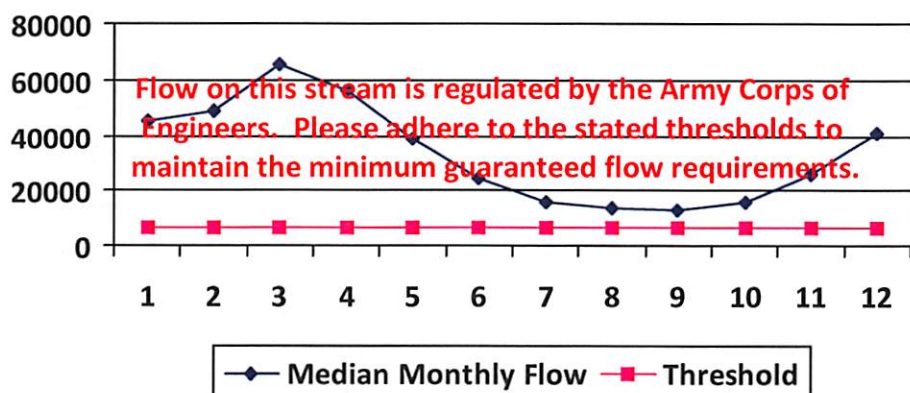 80000
60000
40000
20000
0
Flow on this stream is regulated by the Army Corps of
Engineers. Please adhere to the stated thresholds to
maintain the minimum guaranteed flow requirements.
1 2 3 4 5 6 7 8 9 10 11 12
Median Monthly Flow Threshold